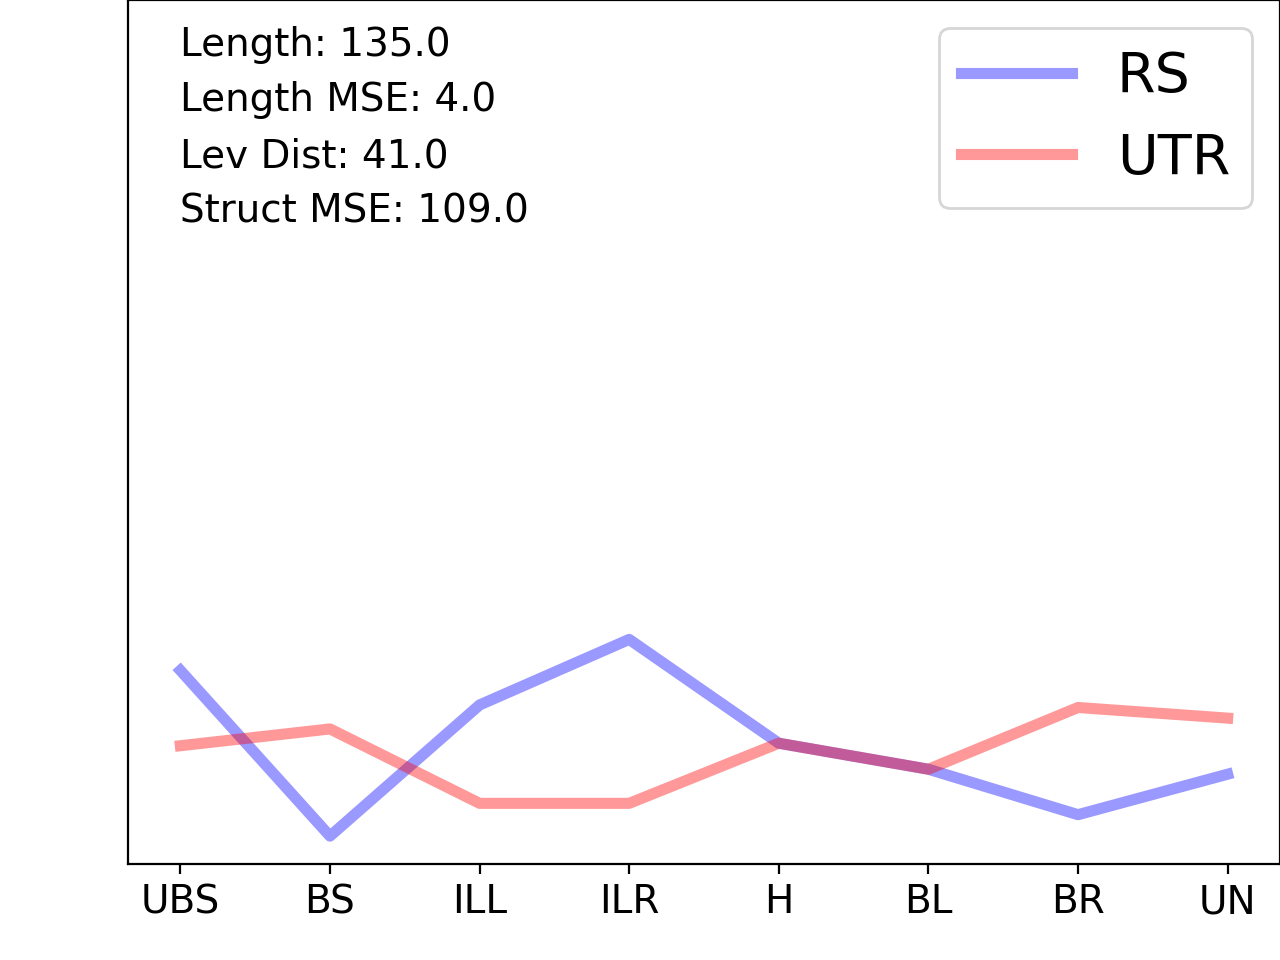 Length: 135.0
Length MSE: 4.0
Lev Dist: 41.0
Struct MSE: 109.0
RS
UTR
UBS BS ILL ILR H BL BR UN